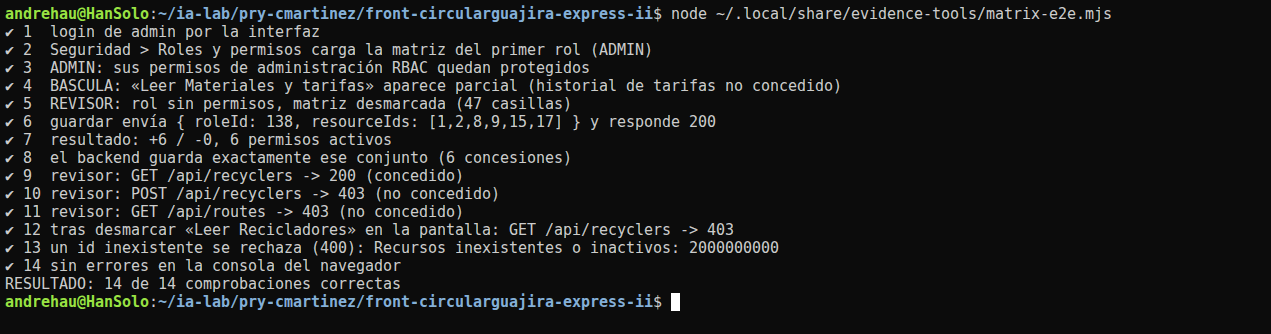 andrehau@HanSolo:~/ia-lab/pry-cmartinez/front-circularguajira-express-ii$ node ~/.local/share/evidence-tools/matrix-e2e.mjs
✔ 1  login de admin por la interfaz
✔ 2  Seguridad > Roles y permisos carga la matriz del primer rol (ADMIN)
✔ 3  ADMIN: sus permisos de administración RBAC quedan protegidos
✔ 4  BASCULA: «Leer Materiales y tarifas» aparece parcial (historial de tarifas no concedido)
✔ 5  REVISOR: rol sin permisos, matriz desmarcada (47 casillas)
✔ 6  guardar envía { roleId: 138, resourceIds: [1,2,8,9,15,17] } y responde 200
✔ 7  resultado: +6 / -0, 6 permisos activos
✔ 8  el backend guarda exactamente ese conjunto (6 concesiones)
✔ 9  revisor: GET /api/recyclers -> 200 (concedido)
✔ 10 revisor: POST /api/recyclers -> 403 (no concedido)
✔ 11 revisor: GET /api/routes -> 403 (no concedido)
✔ 12 tras desmarcar «Leer Recicladores» en la pantalla: GET /api/recyclers -> 403
✔ 13 un id inexistente se rechaza (400): Recursos inexistentes o inactivos: 2000000000
✔ 14 sin errores en la consola del navegador
RESULTADO: 14 de 14 comprobaciones correctas
andrehau@HanSolo:~/ia-lab/pry-cmartinez/front-circularguajira-express-ii$